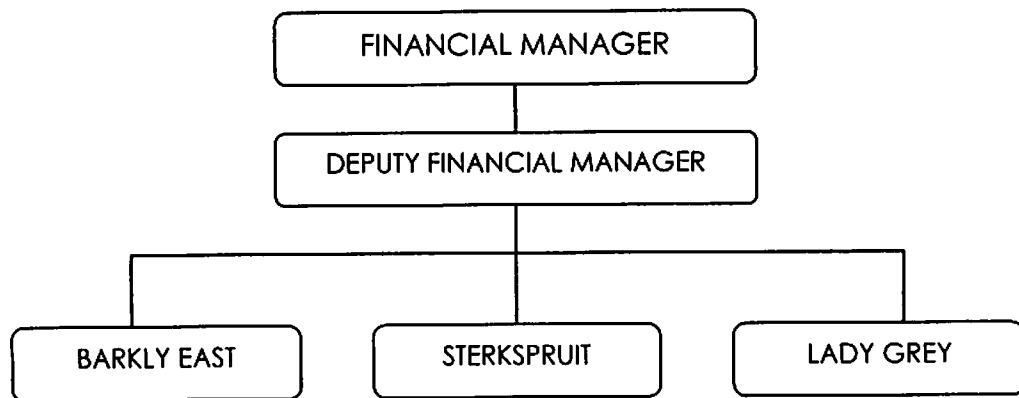 FINANCIAL MANAGER
DEPUTY FINANCIAL MANAGER
BARKLY EAST
STERKSPRUIT
LADY GREY